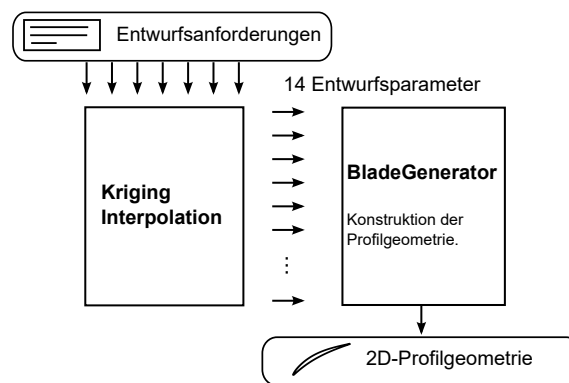 Entwurfsanforderungen
14 Entwurfsparameter
Kriging
Interpolation
BladeGenerator
Konstruktion der
Profilgeometrie.
2D-Profilgeometrie